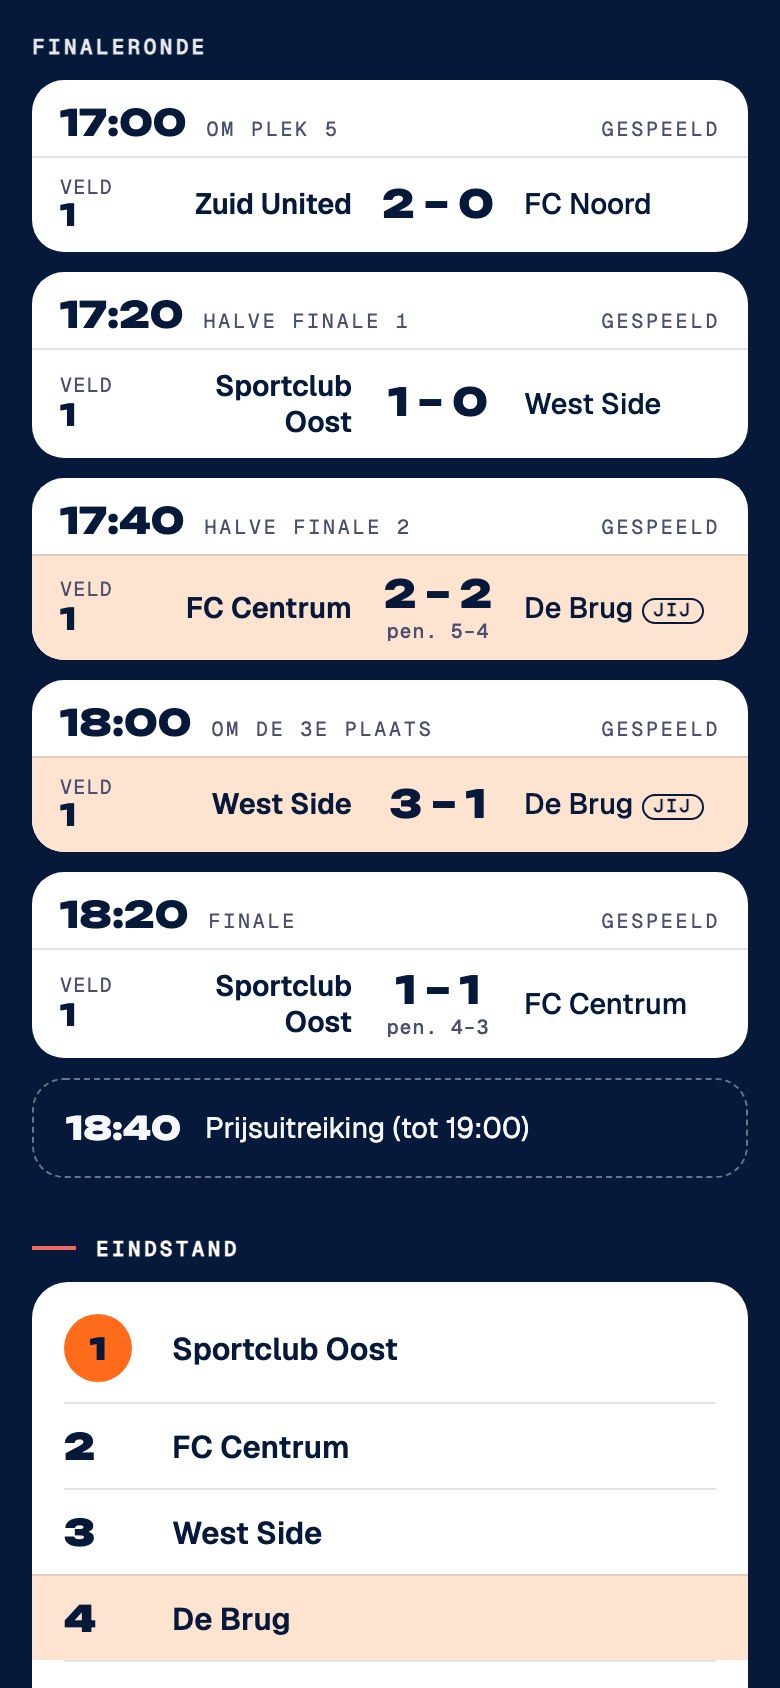 FINALERONDE
17:00 OM PLEK 5 GESPEELD
VELD
1
Zuid United 2 – 0 FC Noord
17:20 HALVE FINALE 1 GESPEELD
VELD
1
Sportclub
Oost
1 – 0 West Side
17:40 HALVE FINALE 2 GESPEELD
VELD
1
FC Centrum 2 – 2 De Brug JIJ
pen. 5–4
18:00 OM DE 3E PLAATS GESPEELD
VELD
1
West Side 3 – 1 De Brug JIJ
18:20 FINALE GESPEELD
VELD
1
Sportclub
Oost
1 – 1 FC Centrum
pen. 4–3
18:40 Prijsuitreiking (tot 19:00)
EINDSTAND
1 Sportclub Oost
2 FC Centrum
3 West Side
4 De Brug